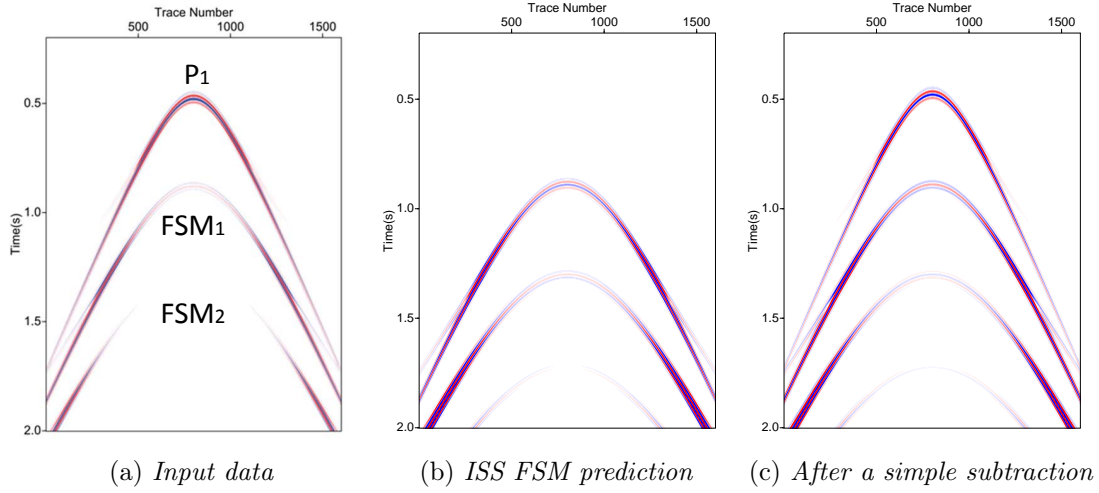 Trace Number
500 1000 1500
Time(s)
0.5
1.0
1.5
2.0
P1
FSM1
FSM2
(a) Input data
Trace Number
500 1000 1500
Time(s)
0.5
1.0
1.5
2.0
(b) ISS FSM prediction
Trace Number
500 1000 1500
Time(s)
0.5
1.0
1.5
2.0
(c) After a simple subtraction